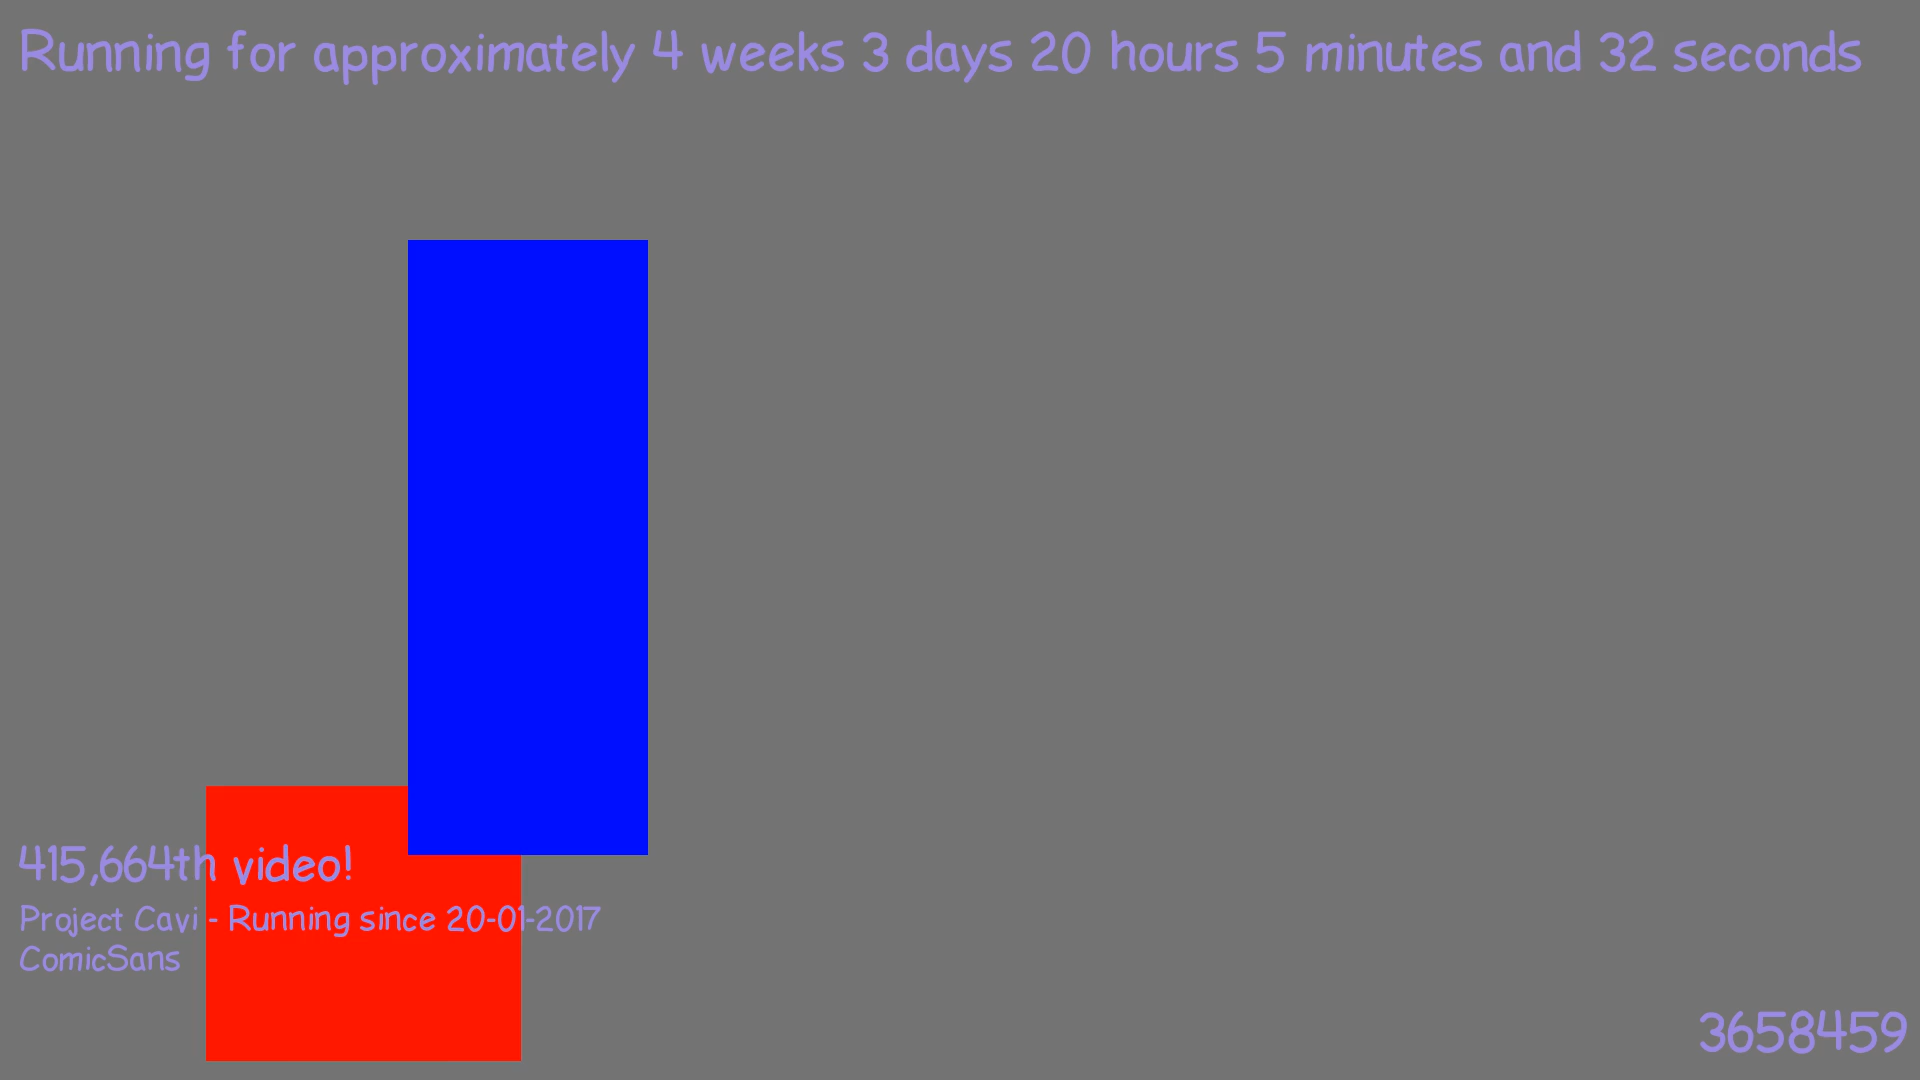 Running for approximately 4 weeks 3 days 20 hours 5 minutes and 32 seconds
415,664th video!
Project Cavi - Running since 20-01-2017
ComicSans
3658459